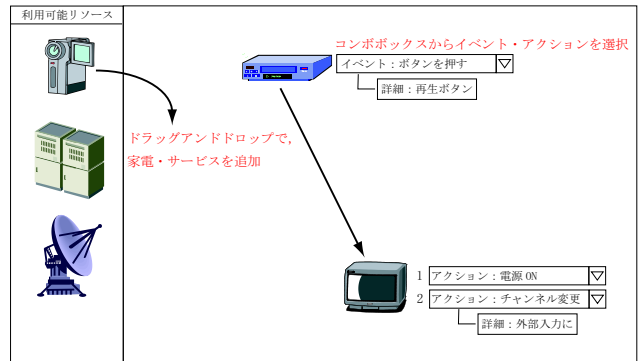 利用可能リソース
コンボボックスからイベント・アクションを選択
イベント：ボタンを押す
詳細：再生ボタン
ドラッグアンドドロップで,
家電・サービスを追加
1 アクション：電源 ON
2 アクション：チャンネル変更
詳細：外部入力に